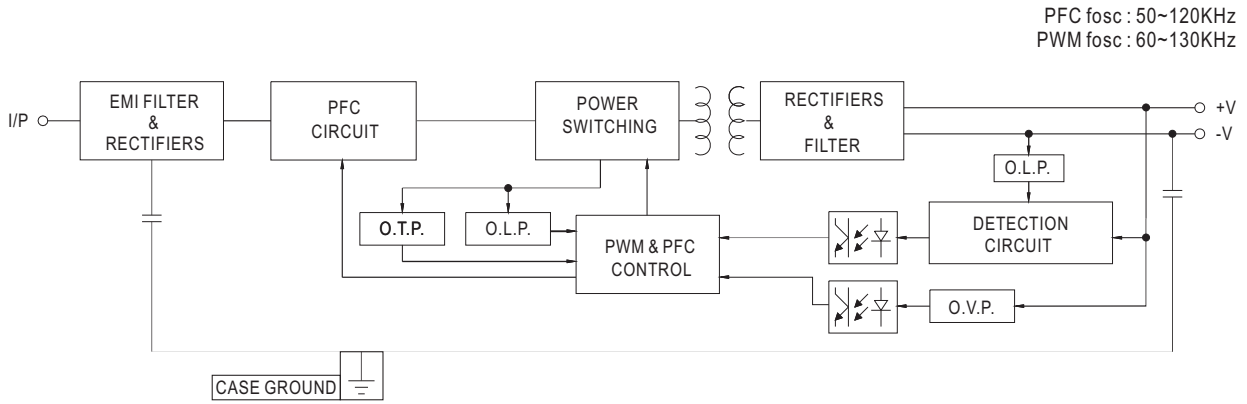 PFC fosc : 50~120KHz
PWM fosc : 60~130KHz
I/P
EMI FILTER
&
RECTIFIERS
PFC
CIRCUIT
POWER
SWITCHING
RECTIFIERS
&
FILTER
+V
-V
O.L.P.
O.T.P.
O.L.P.
PWM & PFC
CONTROL
DETECTION
CIRCUIT
O.V.P.
CASE GROUND